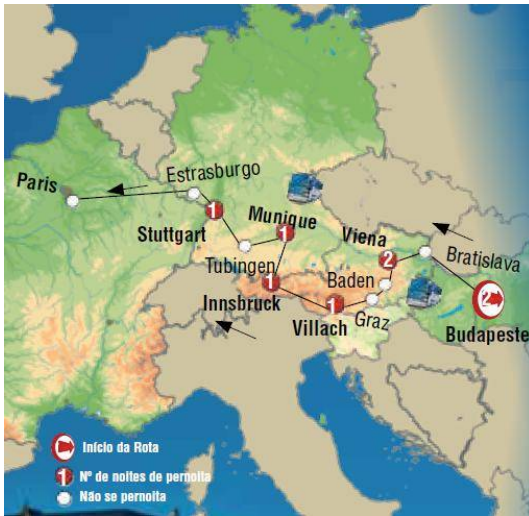 Estrasburgo
Paris
Munique
Stuttgart
Viena
Tubingen
Bratislava
Baden
Innsbruck
Villach
Graz
Budapeste
1
1
2
1
1
2
Início da Rota
1 Nº de noites de pernoita
Não se pernoita